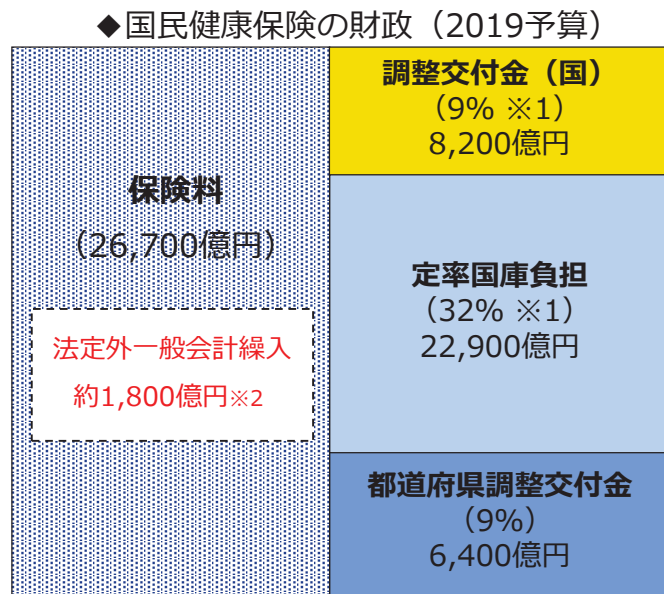 ◆国民健康保険の財政（2019予算）
保険料
（26,700億円）
法定外一般会計繰入
約1,800億円※2
調整交付金（国）
（9% ※1）
8,200億円
定率国庫負担
（32% ※1）
22,900億円
都道府県調整交付金
（9%）
6,400億円